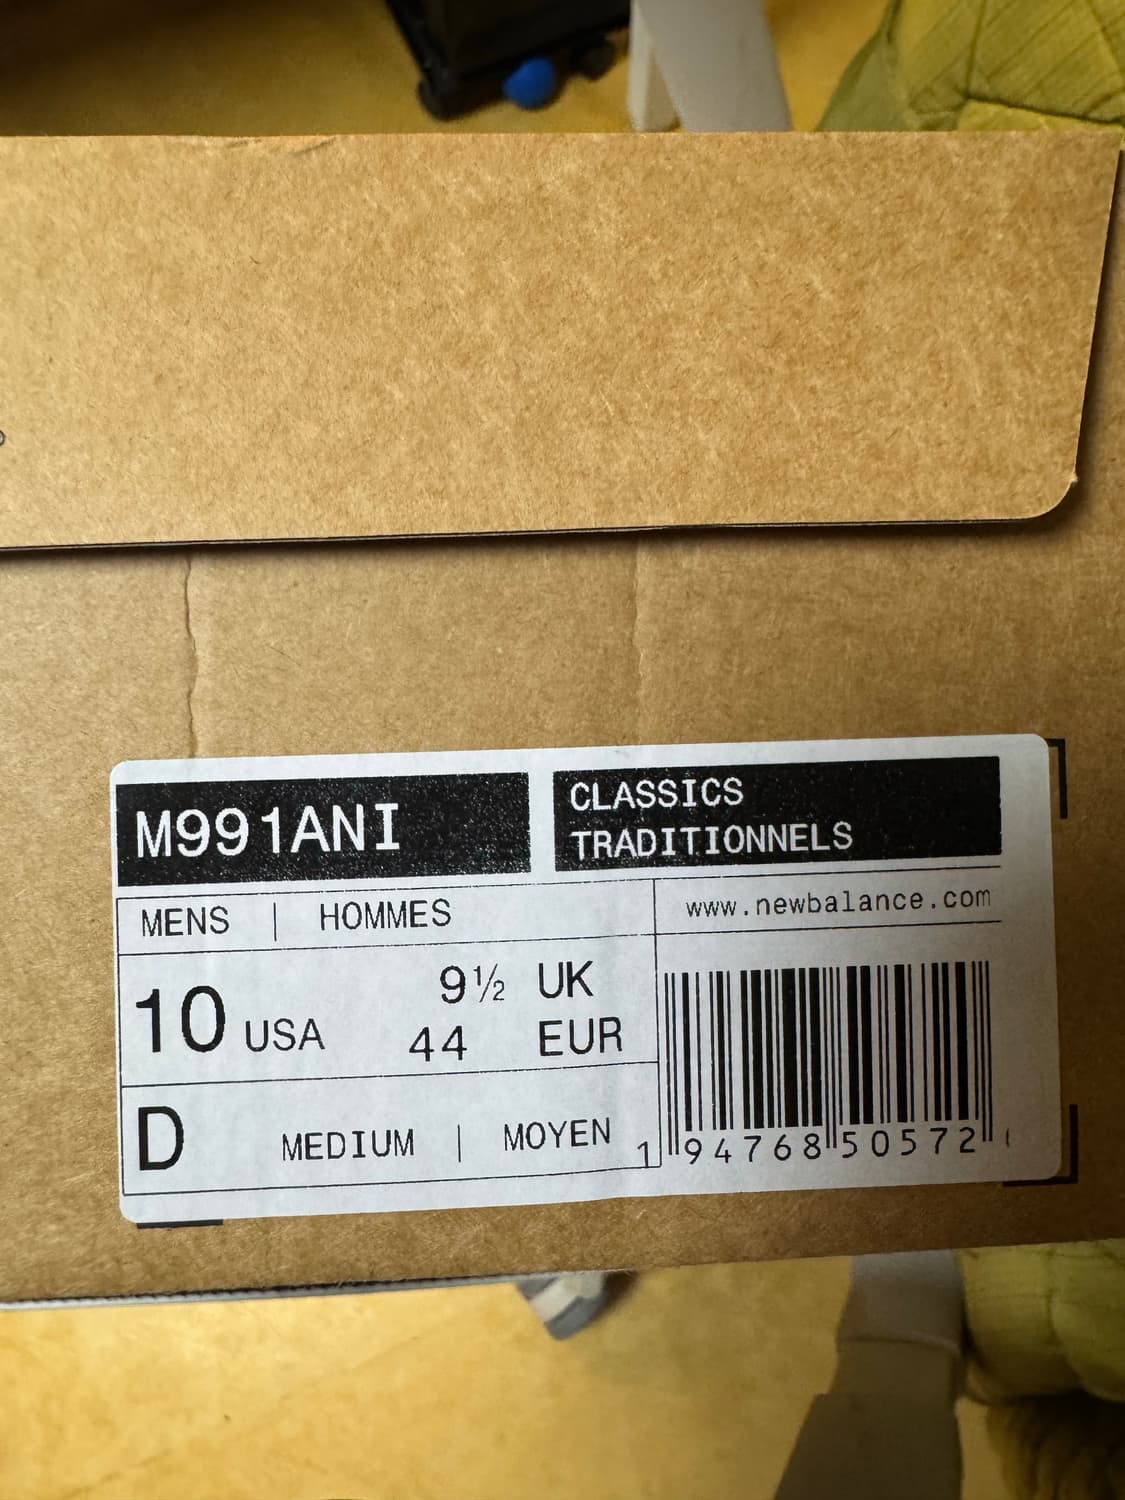 M991ANI
CLASSICS
TRADITIONNELS
MENS | HOMMES
www.newbalance.com
10 USA
9½ UK
44 EUR
D MEDIUM | MOYEN
1 94768 50572